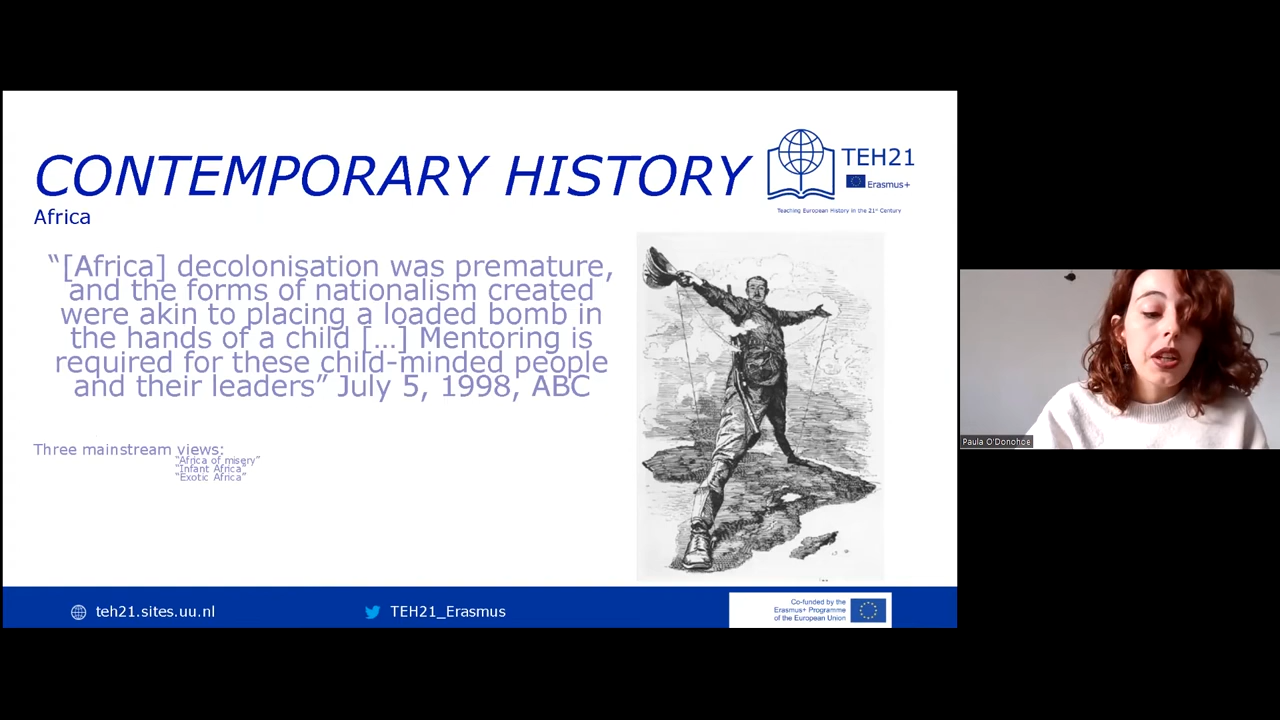 CONTEMPORARY HISTORY
Africa
TEH21
Erasmus+
Teaching European History in the 21st Century
“[Africa] decolonisation was premature,
and the forms of nationalism created
were akin to placing a loaded bomb in
the hands of a child […] Mentoring is
required for these child-minded people
and their leaders” July 5, 1998, ABC
Three mainstream views:
“Africa of misery”
“Infant Africa”
“Exotic Africa”
teh21.sites.uu.nl
TEH21_Erasmus
Co-funded by the
Erasmus+ Programme
of the European Union
Paula O'Donohoe